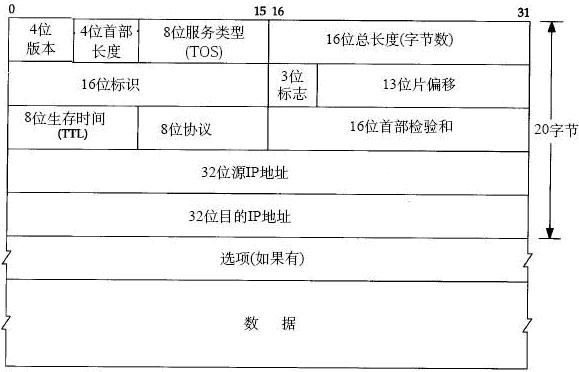 0 15 16 31
4位 4位首部 8位服务类型 16位总长度(字节数)
版本 长度 (TOS)
16位标识 3位 13位片偏移
标志
8位生存时间 8位协议 16位首部检验和
(TTL)
20字节
32位源IP地址
32位目的IP地址
选项(如果有)
数 据